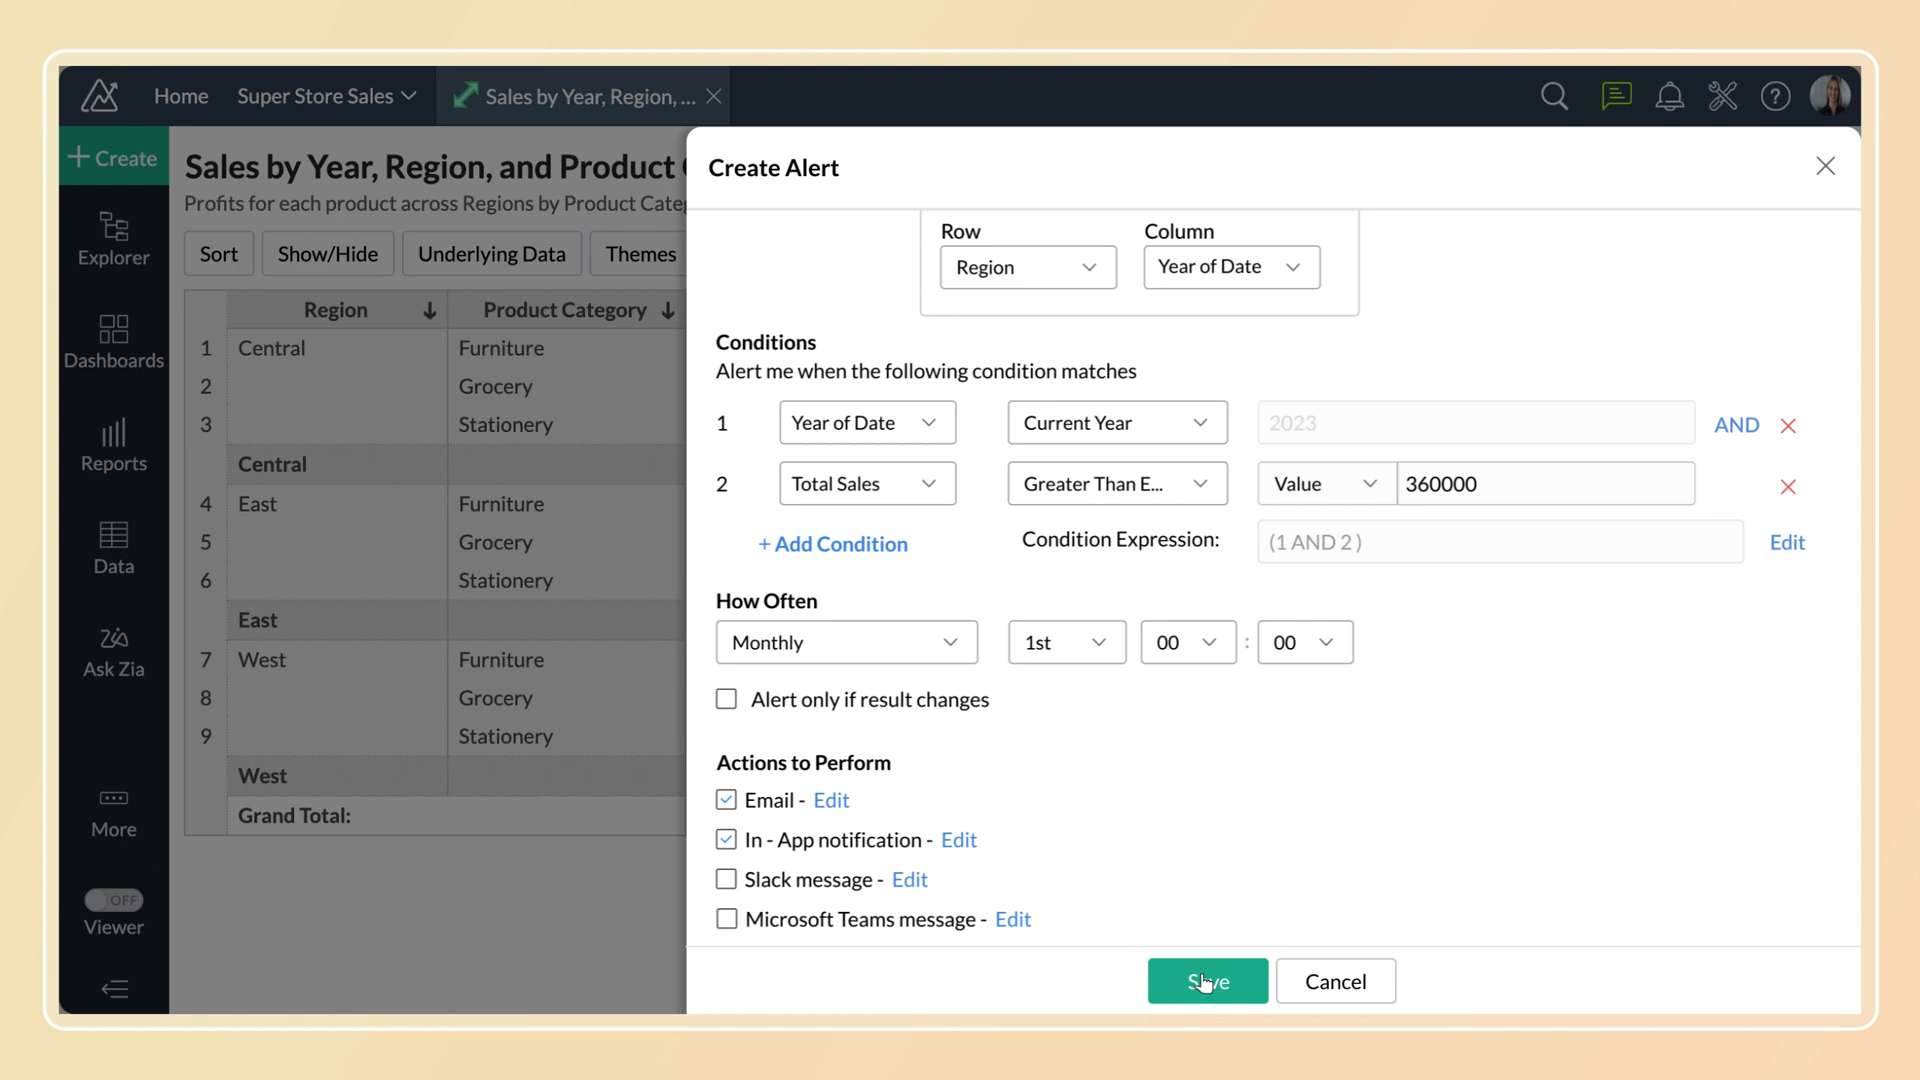 Home
Super Store Sales
Sales by Year, Region, ...
Create
Explorer
Dashboards
Reports
Data
Ask Zia
More
OFF
Viewer
Sales by Year, Region, and Product
Profits for each product across Regions by Product
Sort Show/Hide Underlying Data Themes
Region Product Category
1 Central Furniture
2 Grocery
3 Stationery
Central
4 East Furniture
5 Grocery
6 Stationery
East
7 West Furniture
8 Grocery
9 Stationery
West
Grand Total:
Create Alert
Row Column
Region Year of Date
Conditions
Alert me when the following condition matches
1 Year of Date Current Year 2023 AND
2 Total Sales Greater Than E... Value 360000
+ Add Condition Condition Expression: (1 AND 2 ) Edit
How Often
Monthly 1st 00 : 00
Alert only if result changes
Actions to Perform
Email - Edit
In - App notification - Edit
Slack message - Edit
Microsoft Teams message - Edit
Cancel